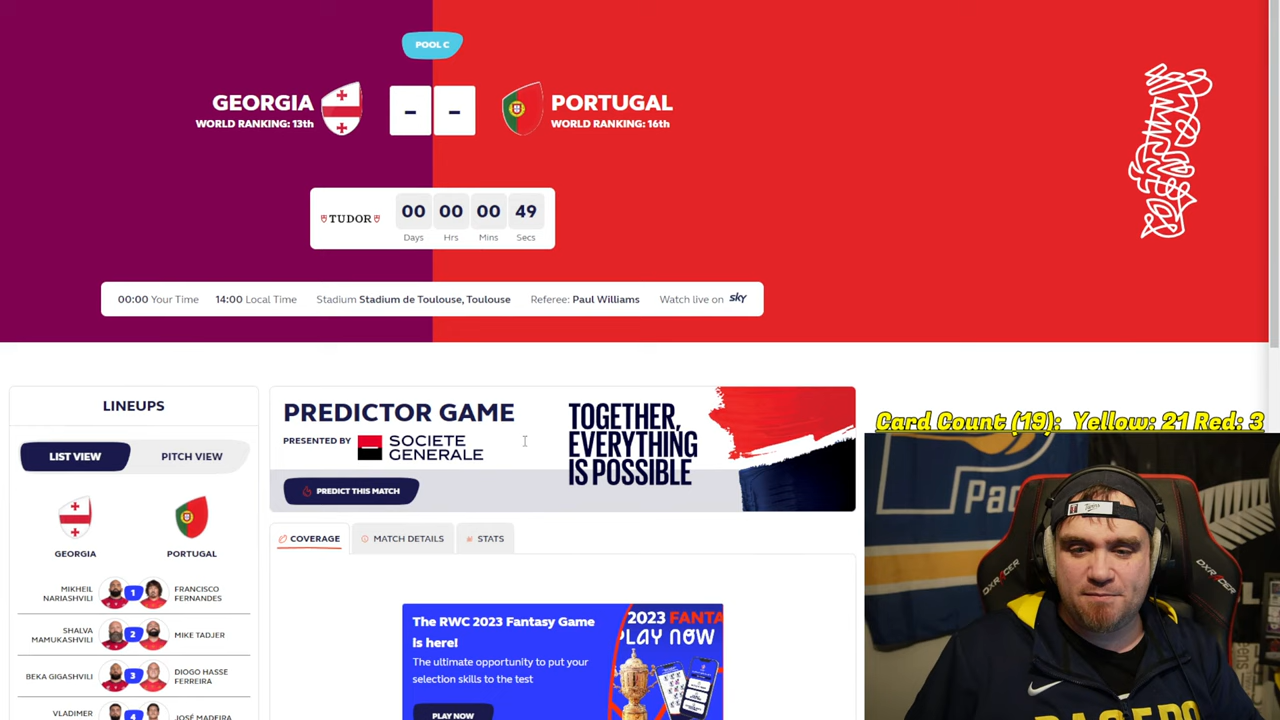 POOL C
GEORGIA
WORLD RANKING: 13th
- -
PORTUGAL
WORLD RANKING: 16th
TUDOR
00 00 00 49
Days Hrs Mins Secs
00:00 Your Time 14:00 Local Time Stadium Stadium de Toulouse, Toulouse Referee: Paul Williams Watch live on sky
LINEUPS
LIST VIEW PITCH VIEW
GEORGIA PORTUGAL
MIKHEIL NARIASHVILI 1 FRANCISCO FERNANDES
SHALVA MAMUKASHVILI 2 MIKE TADJER
BEKA GIGASHVILI 3 DIOGO HASSE FERREIRA
VLADIMER 4 JOSÉ MADEIRA
PREDICTOR GAME
PRESENTED BY SOCIETE GENERALE
PREDICT THIS MATCH
TOGETHER,
EVERYTHING
IS POSSIBLE
COVERAGE MATCH DETAILS STATS
The RWC 2023 Fantasy Game
is here!
The ultimate opportunity to put your
selection skills to the test
PLAY NOW
2023 FANTA
PLAY NOW
Card Count (19): Yellow: 21 Red: 3
Pac
DXRACER
DXRACER
PACERS